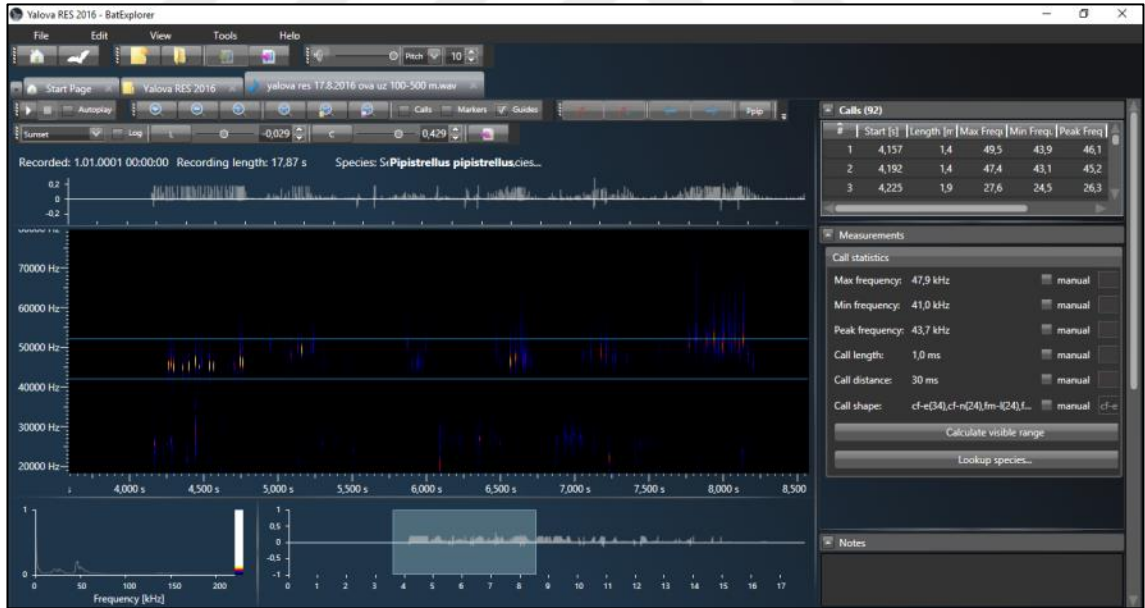 Yalova RES 2016 - BatExplorer
File Edit View Tools Help
Pitch 10
Start Page Yalova RES 2016 yalova res 17.8.2016 ova uz 100-500 m.wav
Autoplay Calls Markers Guides Ppip
Sunset Log L -0,029 C 0,429
Recorded: 1.01.0001 00:00:00 Recording length: 17,87 s Species: Pipistrellus pipistrellus,cies...
0,2
0
-0,2
70000 Hz
60000 Hz
50000 Hz
40000 Hz
30000 Hz
20000 Hz
4,000 s 4,500 s 5,000 s 5,500 s 6,000 s 6,500 s 7,000 s 7,500 s 8,000 s 8,500
1
0
0 50 100 150 200
Frequency [kHz]
1
0,5
0
-0,5
-1
0 1 2 3 4 5 6 7 8 9 10 11 12 13 14 15 16 17
Calls (92)
# Start [s] Length [m Max Frequ Min Frequ. Peak Freq
1 4,157 1,4 49,5 43,9 46,1
2 4,192 1,4 47,4 43,1 45,2
3 4,225 1,9 27,6 24,5 26,3
Measurements
Call statistics
Max frequency: 47,9 kHz manual
Min frequency: 41,0 kHz manual
Peak frequency: 43,7 kHz manual
Call length: 1,0 ms manual
Call distance: 30 ms manual
Call shape: cf-e(34),cf-n(24),fm-l(24),f... manual cf-e
Calculate visible range
Lookup species...
Notes